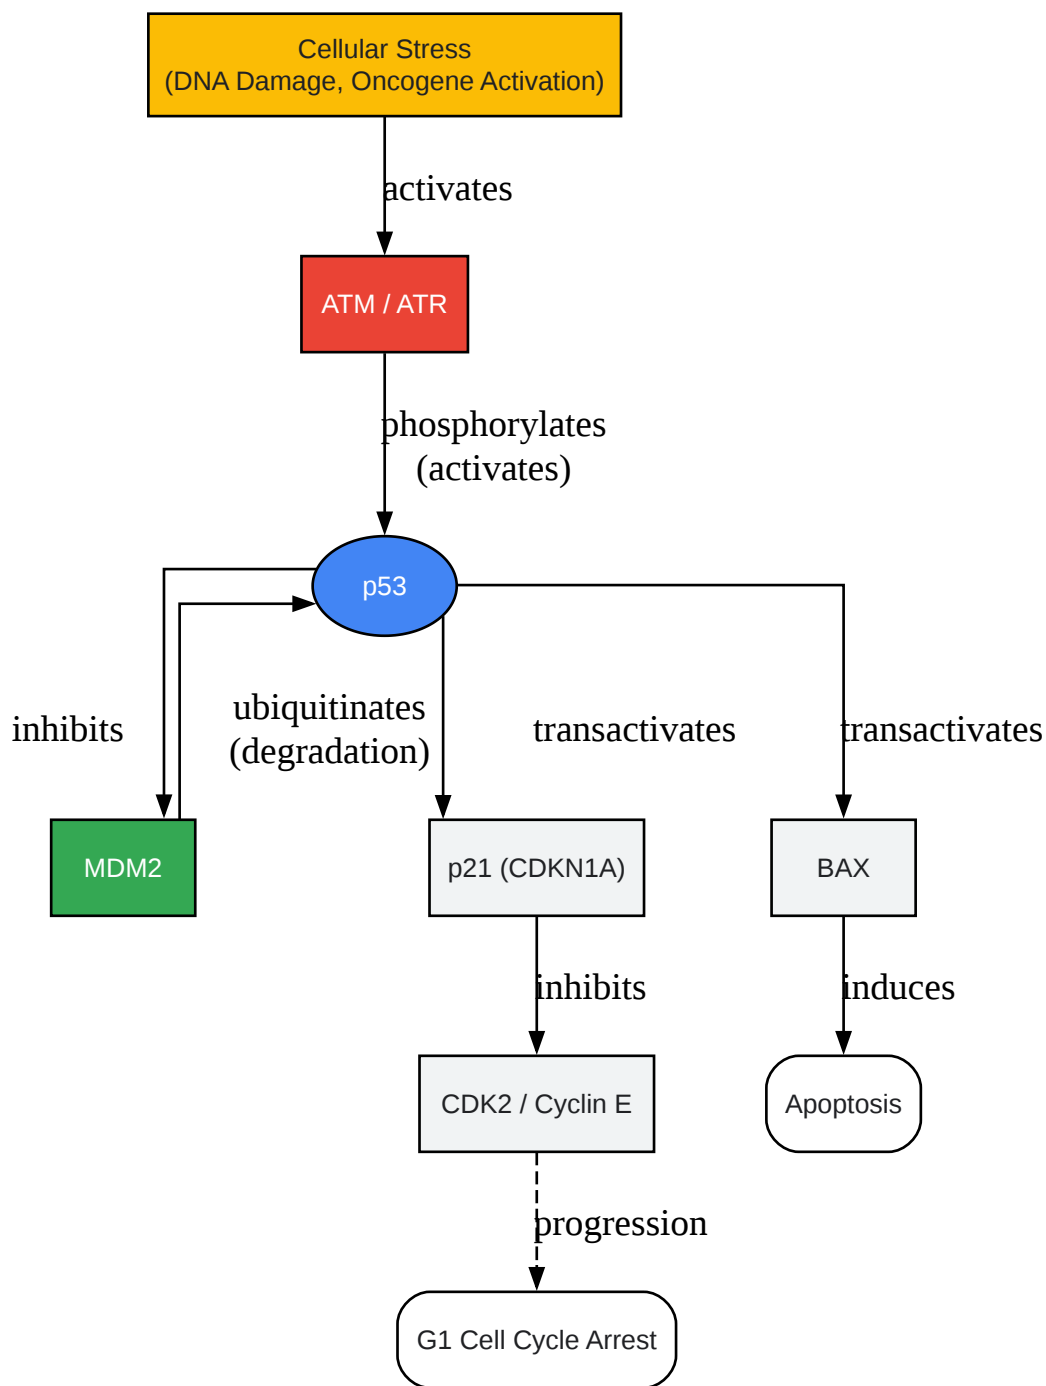 Cellular Stress
(DNA Damage, Oncogene Activation)
activates
ATM / ATR
phosphorylates
(activates)
p53
inhibits
ubiquitinates
(degradation)
transactivates
transactivates
MDM2
p21 (CDKN1A)
BAX
inhibits
induces
CDK2 / Cyclin E
Apoptosis
progression
G1 Cell Cycle Arrest